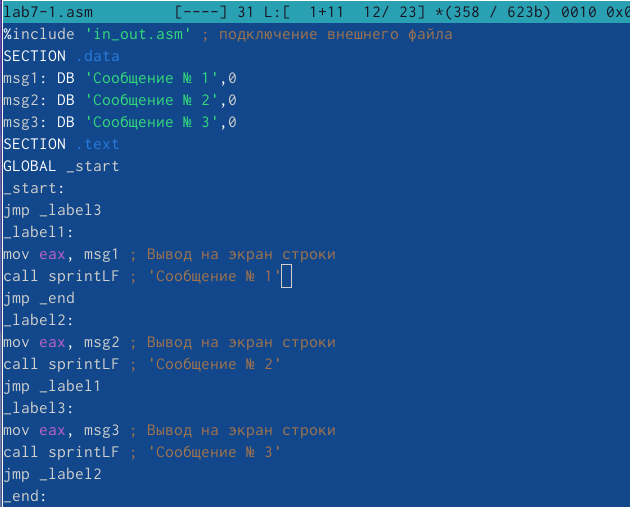 lab7-1.asm [----] 31 L:[ 1+11 12/ 23] *(358 / 623b) 0010 0x0
%include 'in_out.asm' ; подключение внешнего файла
SECTION .data
msg1: DB 'Сообщение № 1',0
msg2: DB 'Сообщение № 2',0
msg3: DB 'Сообщение № 3',0
SECTION .text
GLOBAL _start
_start:
jmp _label3
_label1:
mov eax, msg1 ; Вывод на экран строки
call sprintLF ; 'Сообщение № 1'
jmp _end
_label2:
mov eax, msg2 ; Вывод на экран строки
call sprintLF ; 'Сообщение № 2'
jmp _label1
_label3:
mov eax, msg3 ; Вывод на экран строки
call sprintLF ; 'Сообщение № 3'
jmp _label2
_end: